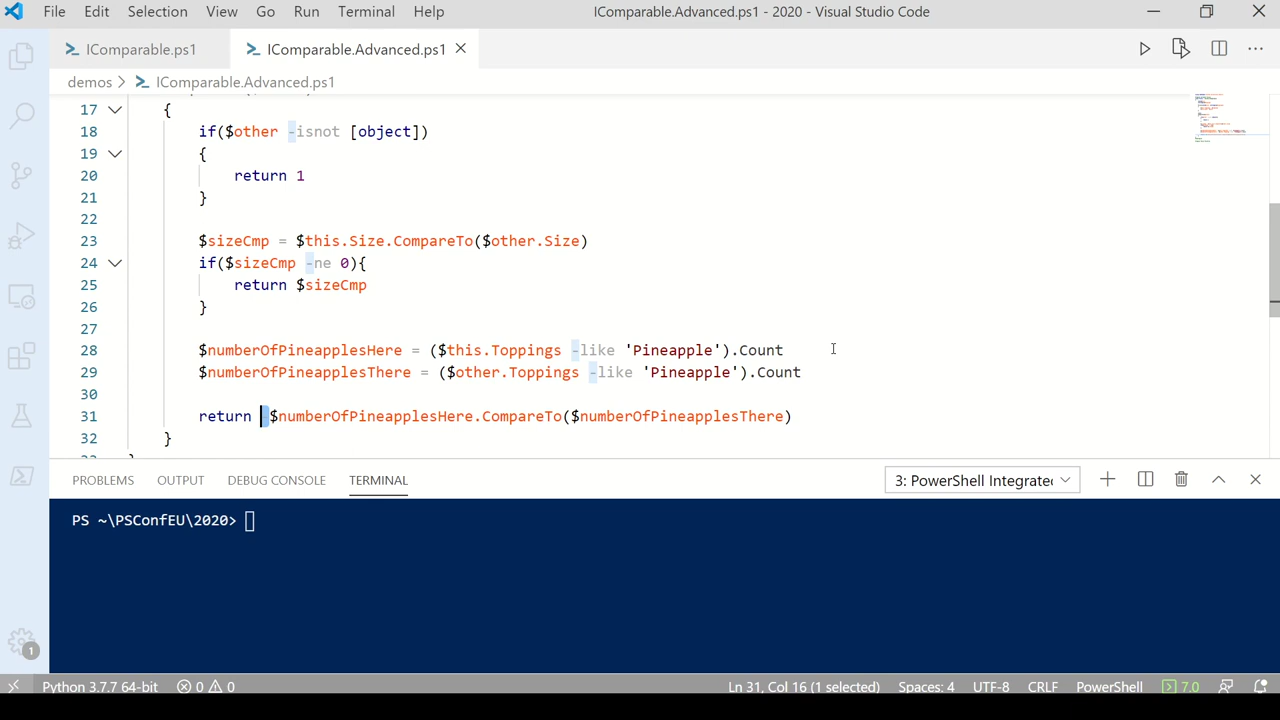 File Edit Selection View Go Run Terminal Help IComparable.Advanced.ps1 - 2020 - Visual Studio Code
IComparable.ps1 IComparable.Advanced.ps1
demos > IComparable.Advanced.ps1
17 {
18 if($other -isnot [object])
19 {
20 return 1
21 }
22
23 $sizeCmp = $this.Size.CompareTo($other.Size)
24 if($sizeCmp -ne 0){
25 return $sizeCmp
26 }
27
28 $numberOfPineapplesHere = ($this.Toppings -like 'Pineapple').Count
29 $numberOfPineapplesThere = ($other.Toppings -like 'Pineapple').Count
30
31 return -$numberOfPineapplesHere.CompareTo($numberOfPineapplesThere)
32 }
PROBLEMS OUTPUT DEBUG CONSOLE TERMINAL 3: PowerShell Integrate
PS ~\PSConfEU\2020>
1
Python 3.7.7 64-bit 0 0 Ln 31, Col 16 (1 selected) Spaces: 4 UTF-8 CRLF PowerShell 7.0